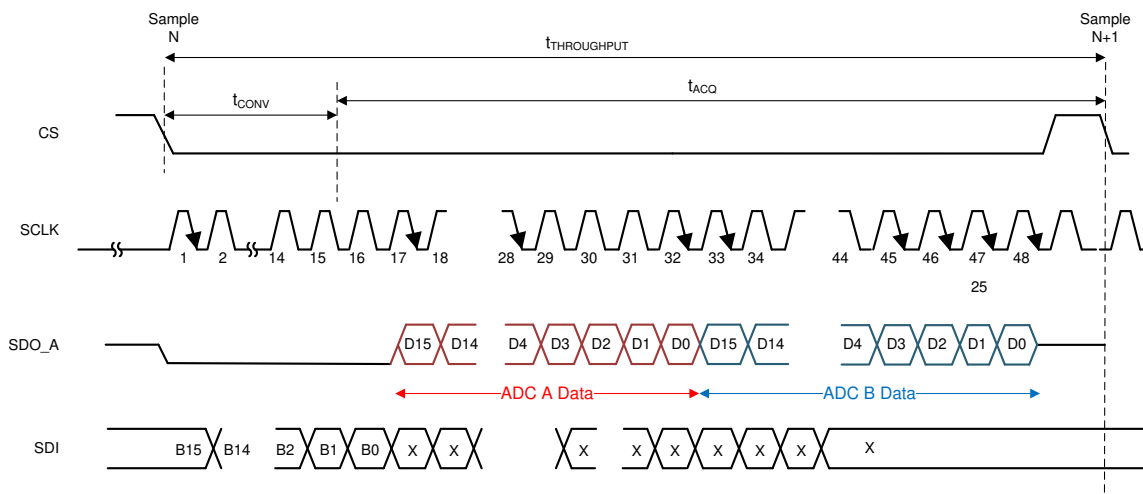 Sample N
Sample N+1
tTHROUGHPUT
tCONV
tACQ
CS
SCLK
1 2 14 15 16 17 18 28 29 30 31 32 33 34 44 45 46 47 48
25
SDO_A
D15 D14 D4 D3 D2 D1 D0 D15 D14 D4 D3 D2 D1 D0
ADC A Data
ADC B Data
SDI
B15 B14 B2 B1 B0 X X X X X X X X X